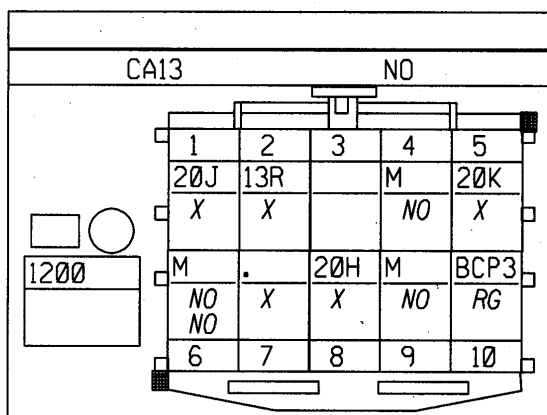 CA13 NO
1 2 3 4 5
20J 13R M 20K
X X NO X
1200
M . 20H M BCP3
NO X X NO RG
NO
6 7 8 9 10